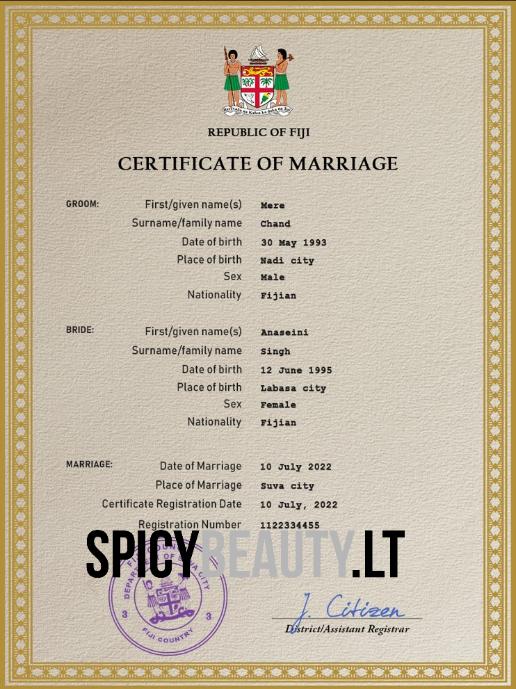 REPUBLIC OF FIJI
CERTIFICATE OF MARRIAGE
GROOM: First/given name(s) Mere
Surname/family name Chand
Date of birth 30 May 1993
Place of birth Nadi city
Sex Male
Nationality Fijian
BRIDE: First/given name(s) Anaseini
Surname/family name Singh
Date of birth 12 June 1995
Place of birth Labasa city
Sex Female
Nationality Fijian
MARRIAGE: Date of Marriage 10 July 2022
Place of Marriage Suva city
Certificate Registration Date 10 July, 2022
Registration Number 1122334455
SPICYBEAUTY.LT
3 3
FIJI COUNTRY
J. Citizen
District/Assistant Registrar